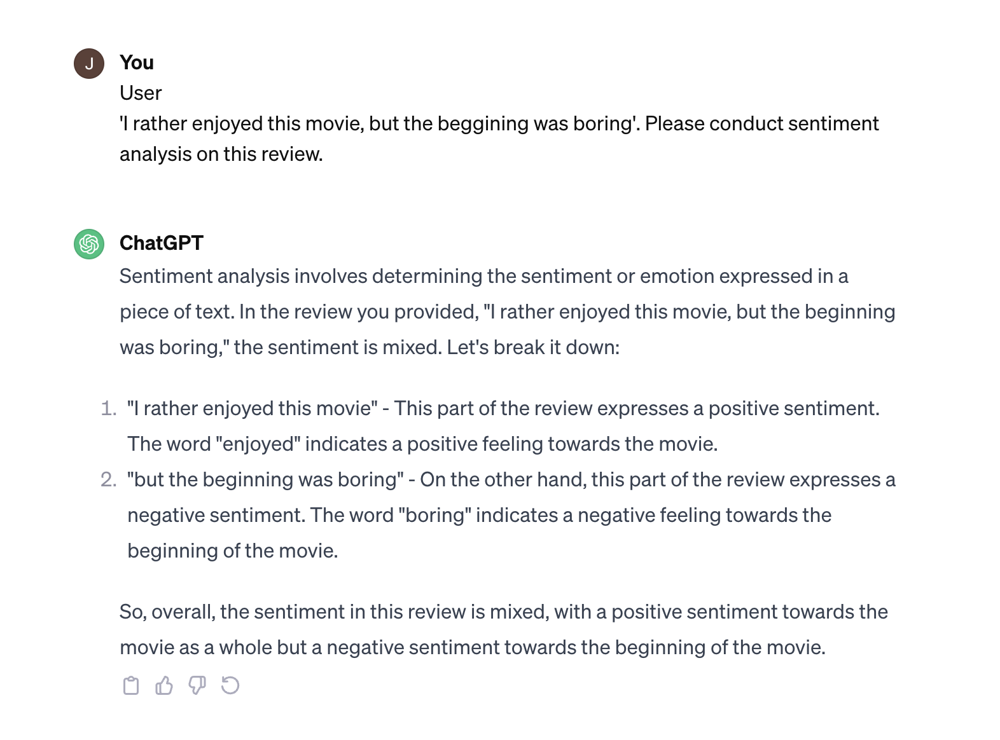 J
You
User
'I rather enjoyed this movie, but the beggining was boring'. Please conduct sentiment
analysis on this review.
ChatGPT
Sentiment analysis involves determining the sentiment or emotion expressed in a
piece of text. In the review you provided, "I rather enjoyed this movie, but the beginning
was boring," the sentiment is mixed. Let's break it down:
1. "I rather enjoyed this movie" - This part of the review expresses a positive sentiment.
The word "enjoyed" indicates a positive feeling towards the movie.
2. "but the beginning was boring" - On the other hand, this part of the review expresses a
negative sentiment. The word "boring" indicates a negative feeling towards the
beginning of the movie.
So, overall, the sentiment in this review is mixed, with a positive sentiment towards the
movie as a whole but a negative sentiment towards the beginning of the movie.